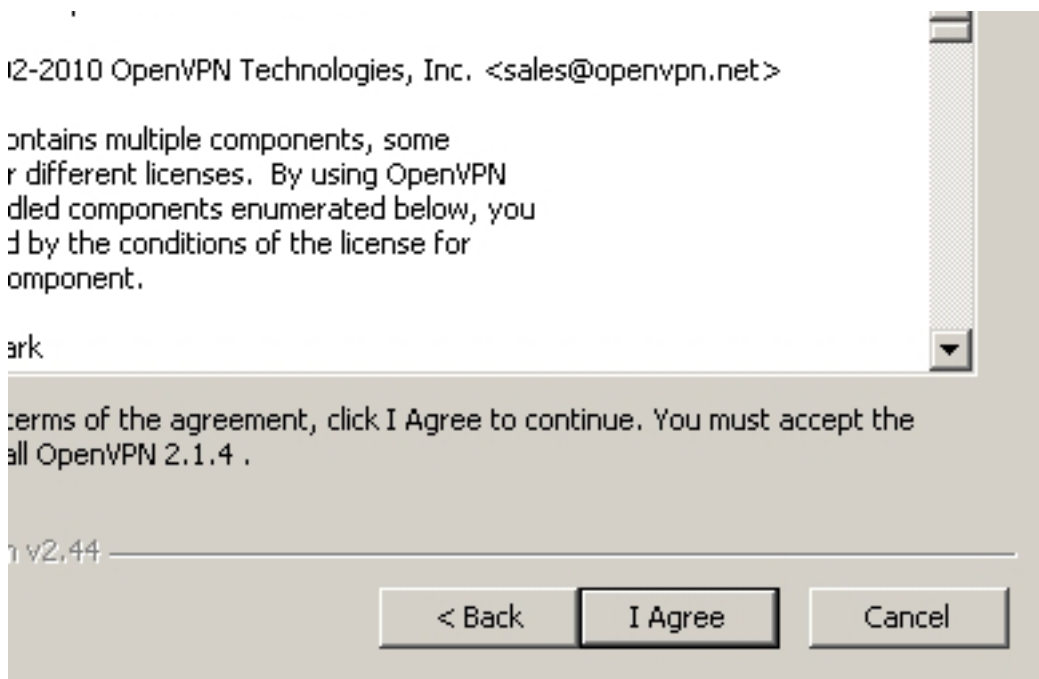 02-2010 OpenVPN Technologies, Inc. <sales@openvpn.net>
ontains multiple components, some
r different licenses.  By using OpenVPN
dled components enumerated below, you
d by the conditions of the license for
omponent.
ark
terms of the agreement, click I Agree to continue. You must accept the
all OpenVPN 2.1.4 .
m v2.44
< Back
I Agree
Cancel